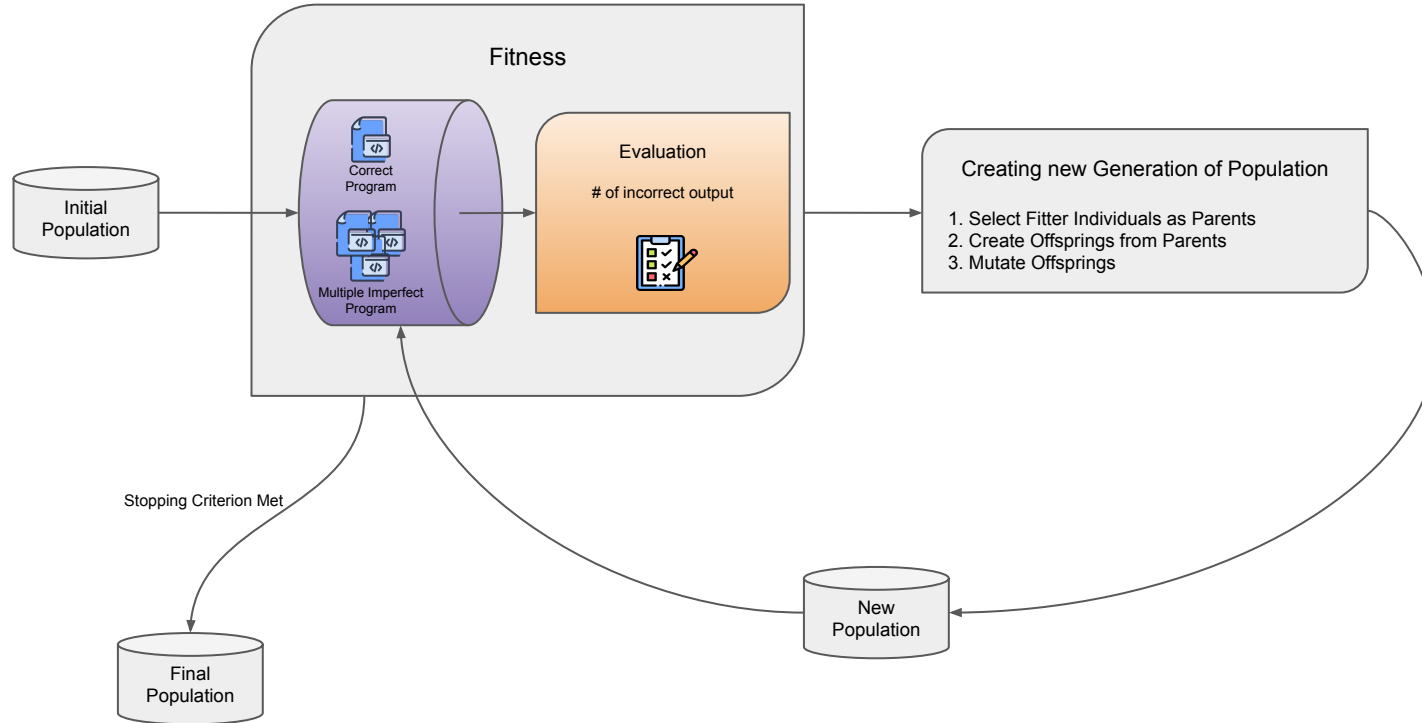 Fitness
Correct
Program
Multiple Imperfect
Program
Evaluation
# of incorrect output
Initial
Population
Creating new Generation of Population
1. Select Fitter Individuals as Parents
2. Create Offsprings from Parents
3. Mutate Offsprings
Stopping Criterion Met
New
Population
Final
Population